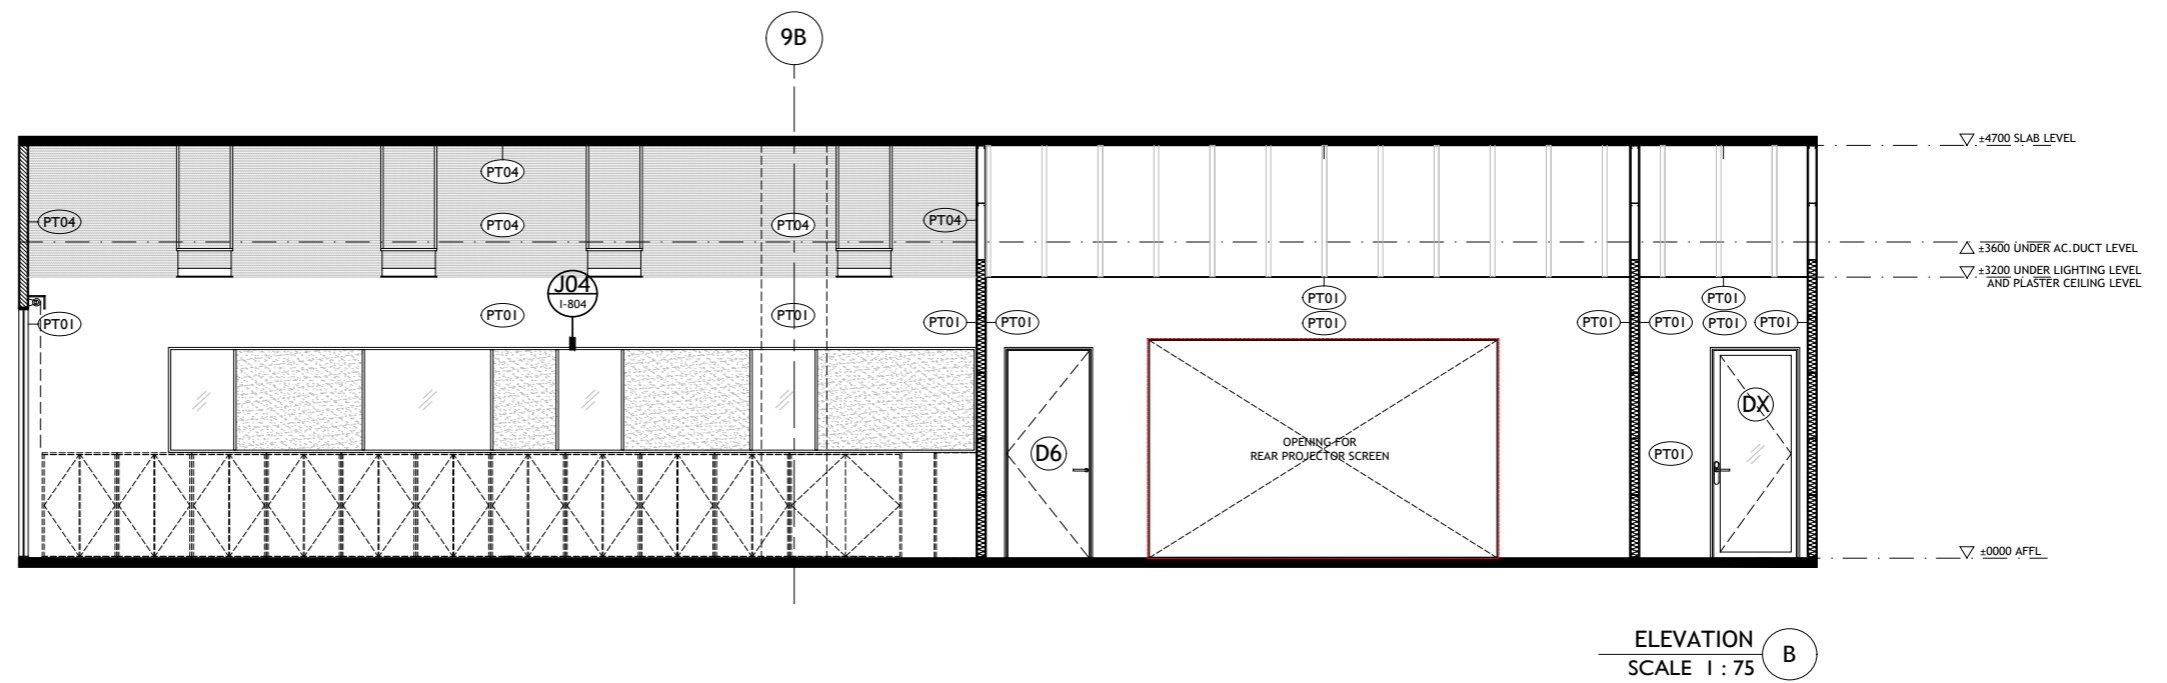 9B
±4700 SLAB LEVEL
PT04
PT04
PT04
PT04
PT04
±3600 UNDER AC.DUCT LEVEL
±3200 UNDER LIGHTING LEVEL
AND PLASTER CEILING LEVEL
J04
I-804
PT01
PT01
PT01
PT01
PT01
PT01
PT01
PT01
PT01
PT01
PT01
PT01
DX
OPENING FOR
REAR PROJECTOR SCREEN
D6
PT01
±0000 AFFL
ELEVATION
SCALE 1 : 75
B